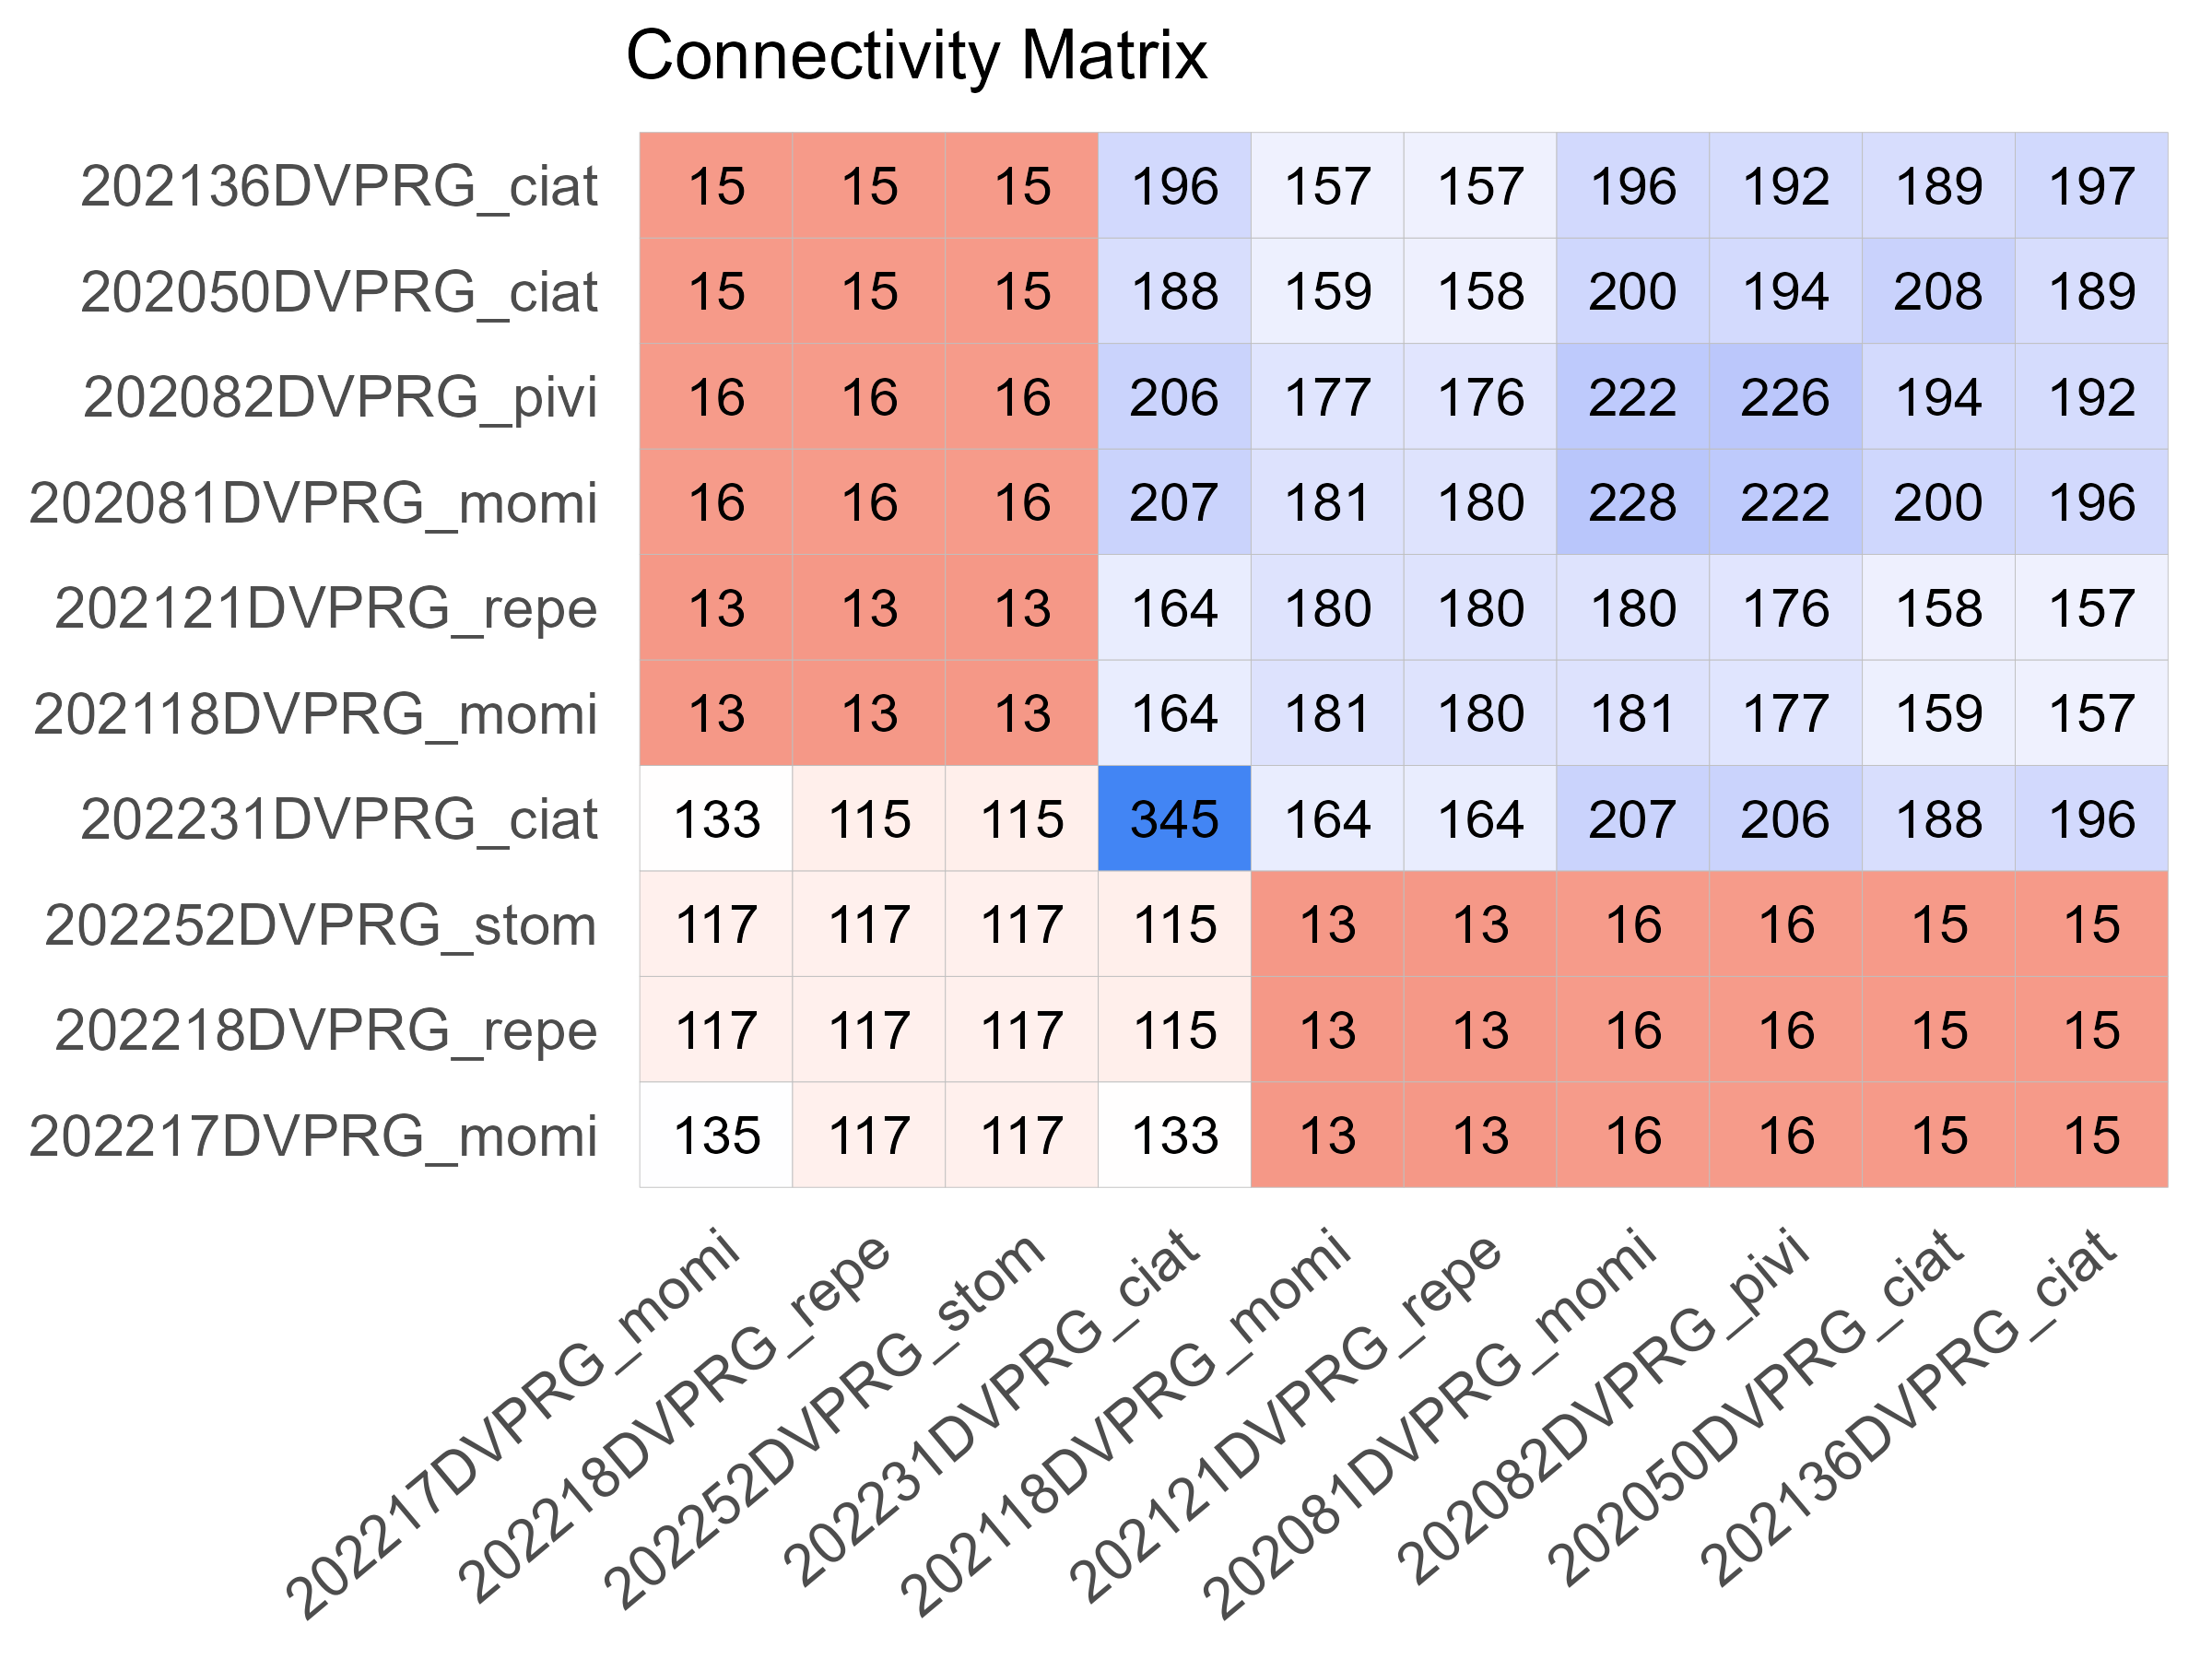 Connectivity Matrix
202136DVPRG_ciat 15 15 15 196 157 157 196 192 189 197
202050DVPRG_ciat 15 15 15 188 159 158 200 194 208 189
202082DVPRG_pivi 16 16 16 206 177 176 222 226 194 192
202081DVPRG_momi 16 16 16 207 181 180 228 222 200 196
202121DVPRG_repe 13 13 13 164 180 180 180 176 158 157
202118DVPRG_momi 13 13 13 164 181 180 181 177 159 157
202231DVPRG_ciat 133 115 115 345 164 164 207 206 188 196
202252DVPRG_stom 117 117 117 115 13 13 16 16 15 15
202218DVPRG_repe 117 117 117 115 13 13 16 16 15 15
202217DVPRG_momi 135 117 117 133 13 13 16 16 15 15
202217DVPRG_momi
202218DVPRG_repe
202252DVPRG_stom
202231DVPRG_ciat
202118DVPRG_momi
202121DVPRG_repe
202081DVPRG_momi
202082DVPRG_pivi
202050DVPRG_ciat
202136DVPRG_ciat